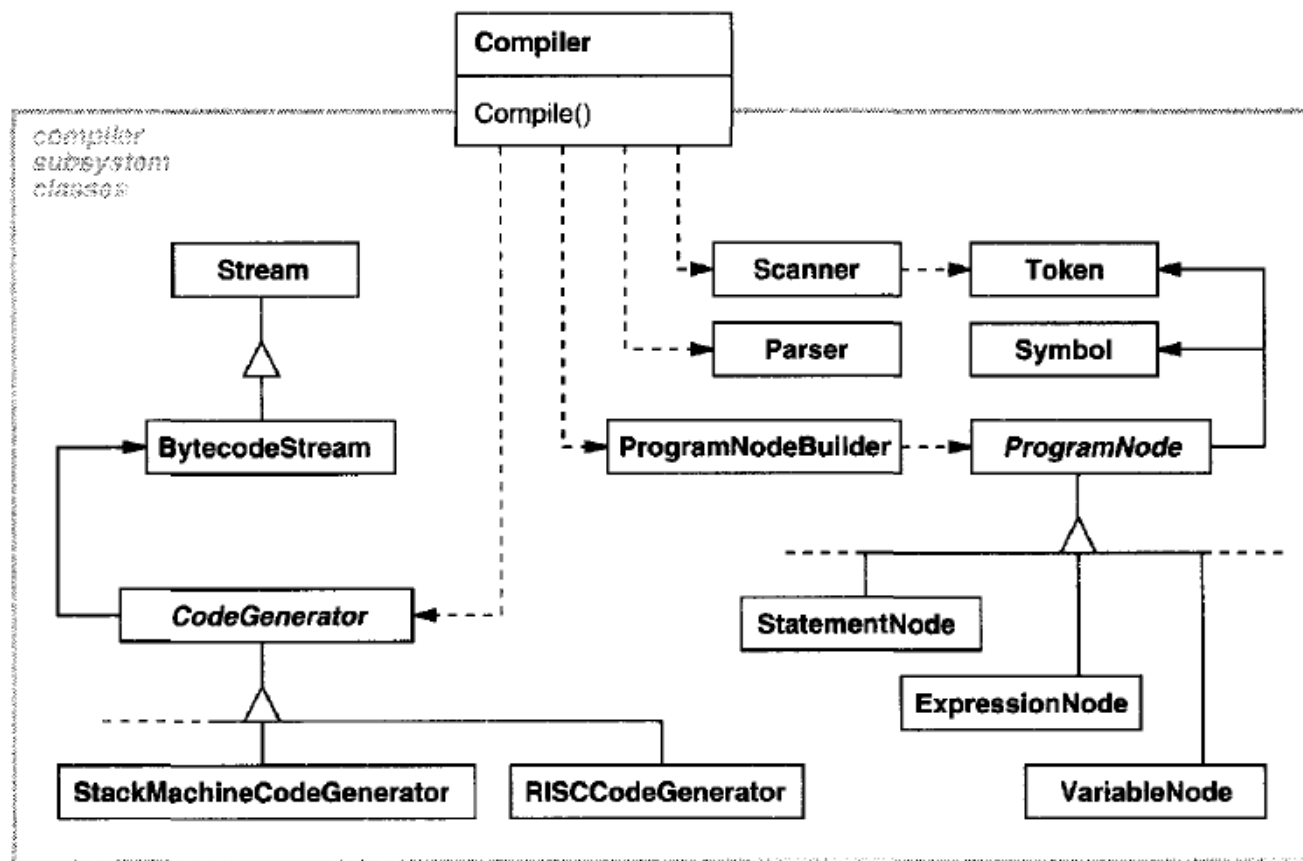 Compiler
Compile()
compiler
subsystem
classes
Stream
Scanner
Token
Parser
Symbol
BytecodeStream
ProgramNodeBuilder
ProgramNode
CodeGenerator
StatementNode
ExpressionNode
StackMachineCodeGenerator
RISCCodeGenerator
VariableNode